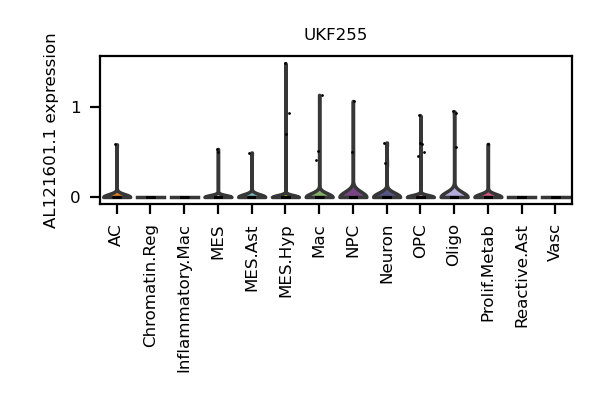 UKF255
AL121601.1 expression
1
0
AC
Chromatin.Reg
Inflammatory.Mac
MES
MES.Ast
MES.Hyp
Mac
NPC
Neuron
OPC
Oligo
Prolif.Metab
Reactive.Ast
Vasc